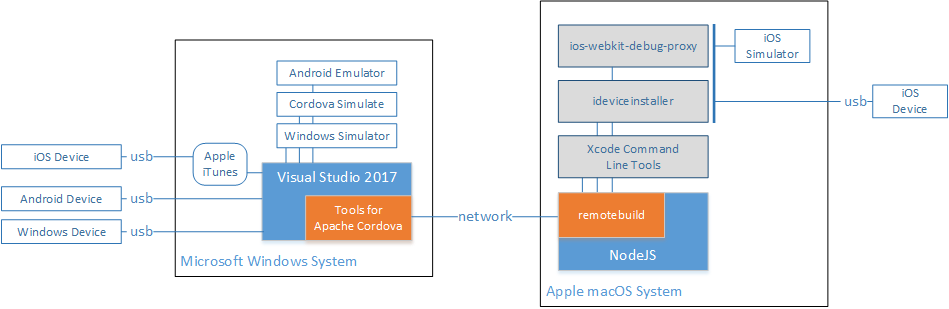 Android Emulator
Cordova Simulate
Windows Simulator
iOS Device
usb
Apple
iTunes
Visual Studio 2017
Android Device
usb
Tools for
Apache Cordova
Windows Device
usb
Microsoft Windows System
network
ios-webkit-debug-proxy
iOS
Simulator
ideviceinstaller
usb
iOS
Device
Xcode Command
Line Tools
remotebuild
NodeJS
Apple macOS System